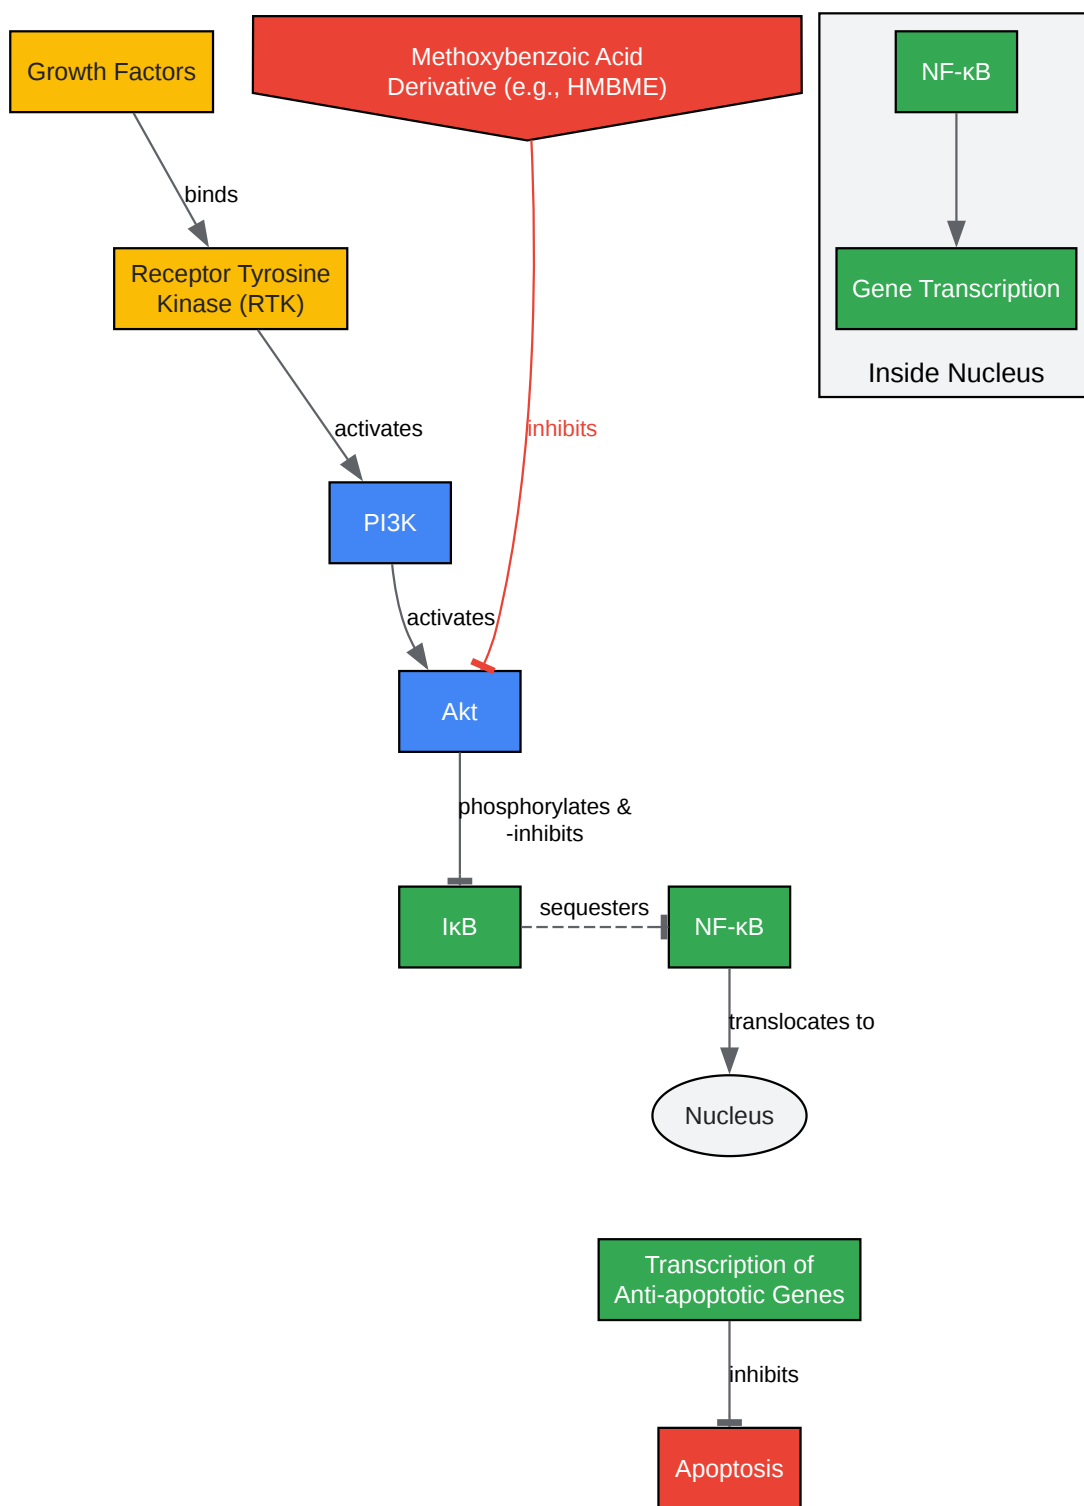 Growth Factors
Methoxybenzoic Acid
Derivative (e.g., HMBME)
NF-κB
binds
Receptor Tyrosine
Kinase (RTK)
Gene Transcription
Inside Nucleus
activates
inhibits
PI3K
activates
Akt
phosphorylates &
-inhibits
IκB
sequesters
NF-κB
translocates to
Nucleus
Transcription of
Anti-apoptotic Genes
inhibits
Apoptosis